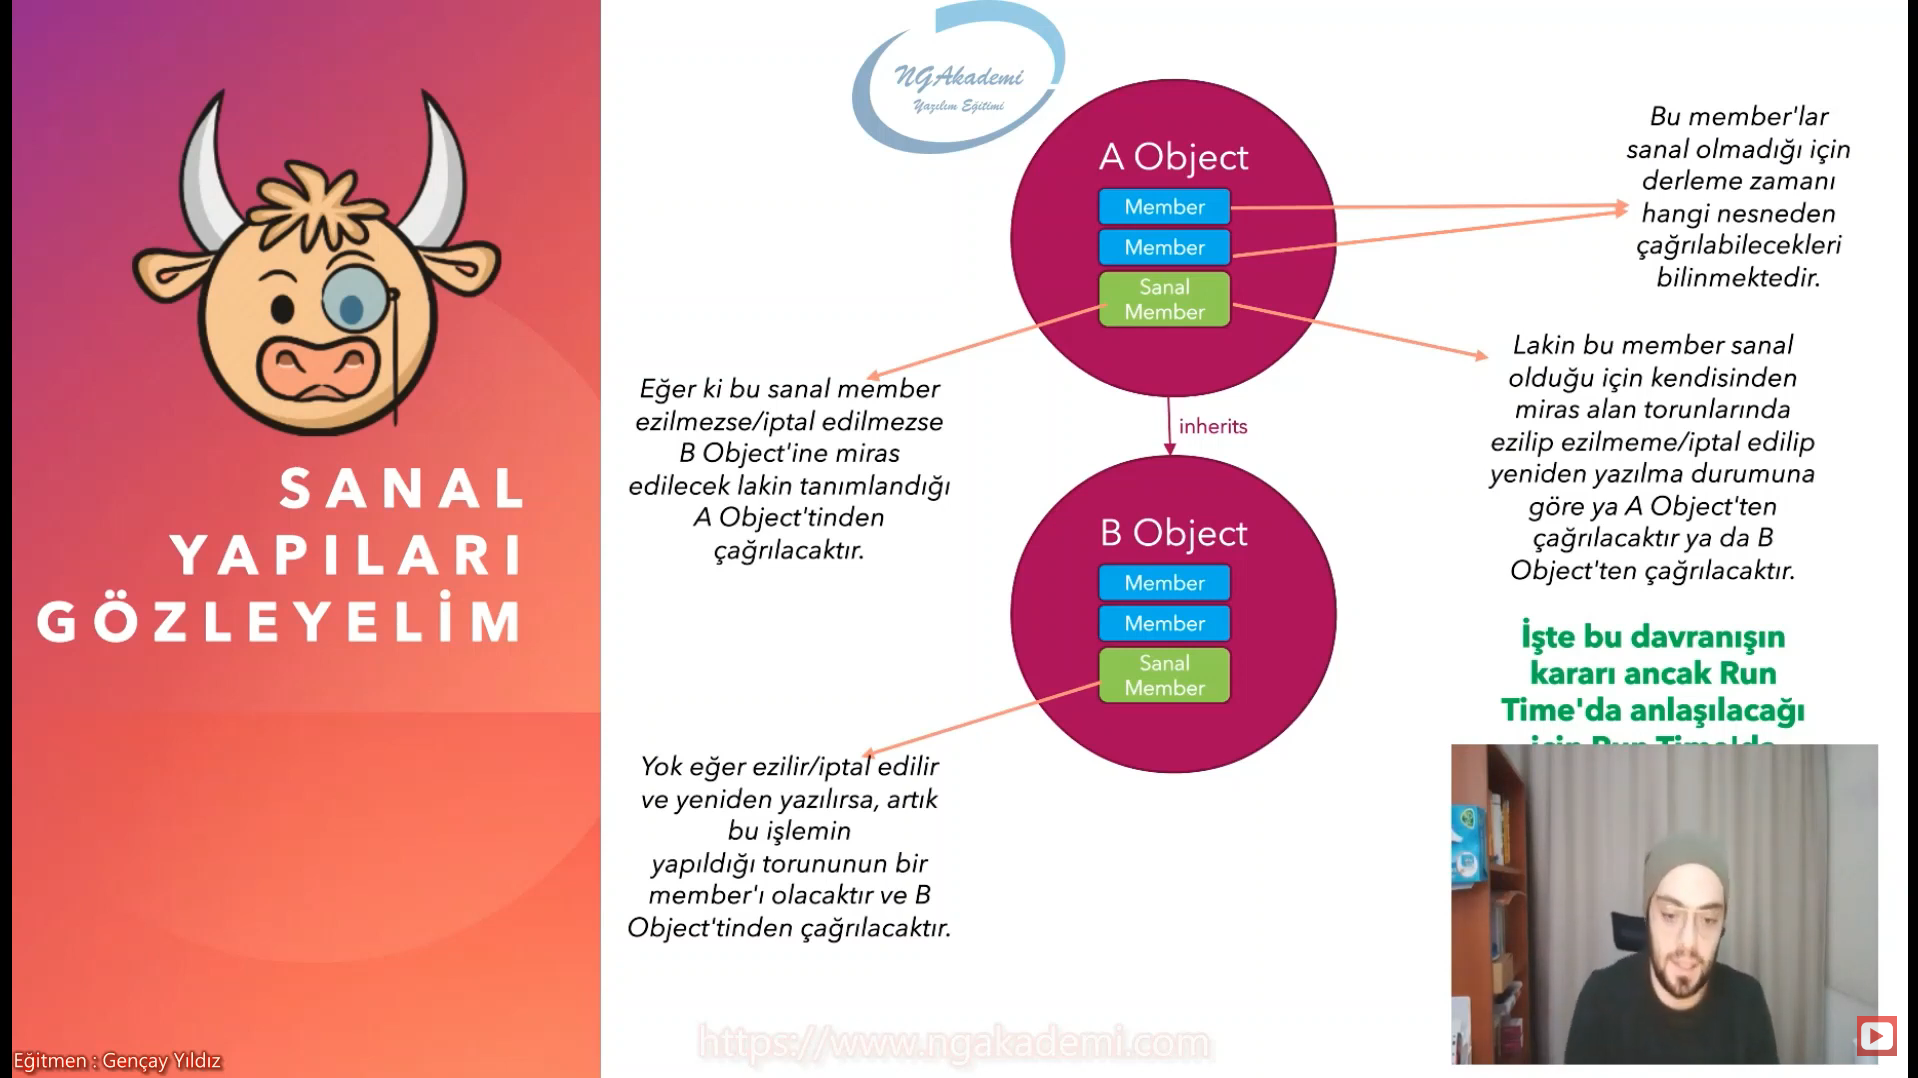 SANAL
YAPILARI
GÖZLEYELİM
Eğitmen : Gençay Yıldız
NGAkademi
Yazılım Eğitimi
A Object
Member
Member
Sanal
Member
inherits
B Object
Member
Member
Sanal
Member
Eğer ki bu sanal member
ezilmezse/iptal edilmezse
B Object'ine miras
edilecek lakin tanımlandığı
A Object'tinden
çağrılacaktır.
Yok eğer ezilir/iptal edilir
ve yeniden yazılırsa, artık
bu işlemin
yapıldığı torununun bir
member'ı olacaktır ve B
Object'tinden çağrılacaktır.
Bu member'lar
sanal olmadığı için
derleme zamanı
hangi nesneden
çağrılabilecekleri
bilinmektedir.
Lakin bu member sanal
olduğu için kendisinden
miras alan torunlarında
ezilip ezilmeme/iptal edilip
yeniden yazılma durumuna
göre ya A Object'ten
çağrılacaktır ya da B
Object'ten çağrılacaktır.
İşte bu davranışın
kararı ancak Run
Time'da anlaşılacağı
için Run Time'da
https://www.ngakademi.com